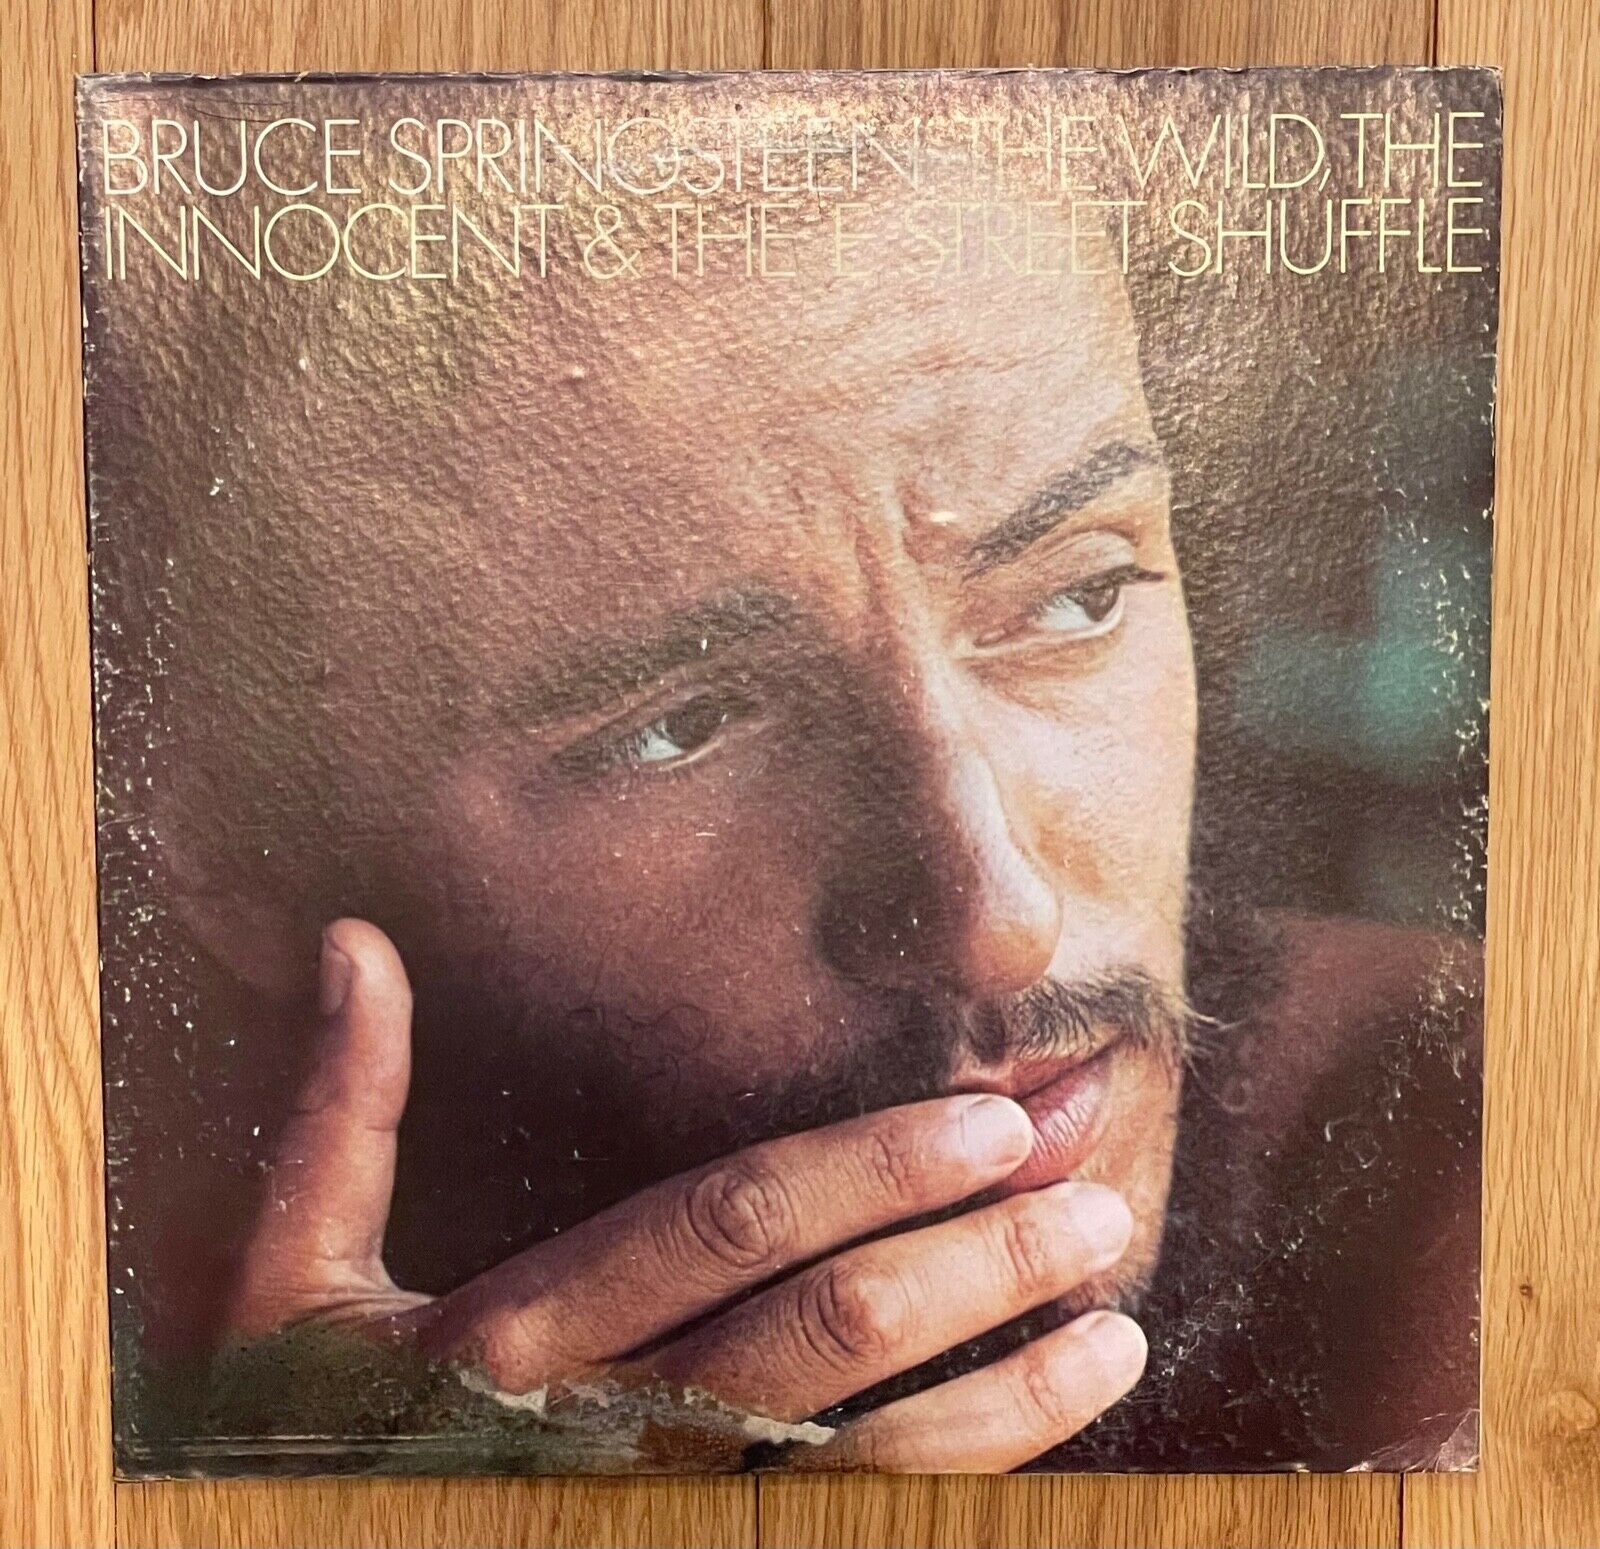 BRUCE SPRINGSTEEN THE WILD, THE
INNOCENT & THE E STREET SHUFFLE